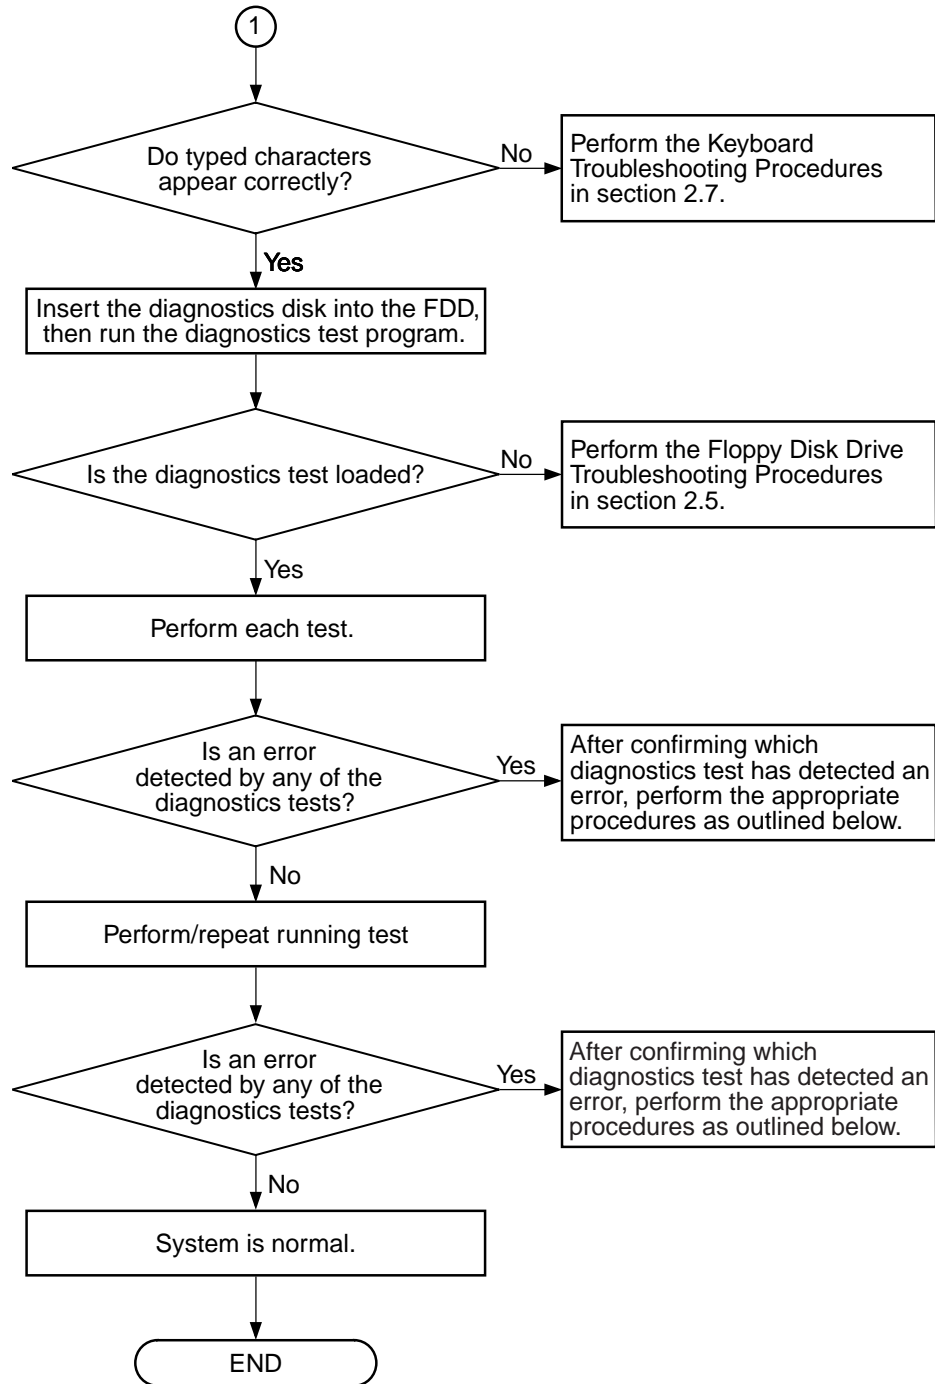 1
Do typed characters
appear correctly?
No
Perform the Keyboard
Troubleshooting Procedures
in section 2.7.
Yes
Insert the diagnostics disk into the FDD,
then run the diagnostics test program.
Is the diagnostics test loaded?
No
Perform the Floppy Disk Drive
Troubleshooting Procedures
in section 2.5.
Yes
Perform each test.
Is an error
detected by any of the
diagnostics tests?
Yes
After confirming which
diagnostics test has detected an
error, perform the appropriate
procedures as outlined below.
No
Perform/repeat running test
Is an error
detected by any of the
diagnostics tests?
Yes
After confirming which
diagnostics test has detected an
error, perform the appropriate
procedures as outlined below.
No
System is normal.
END